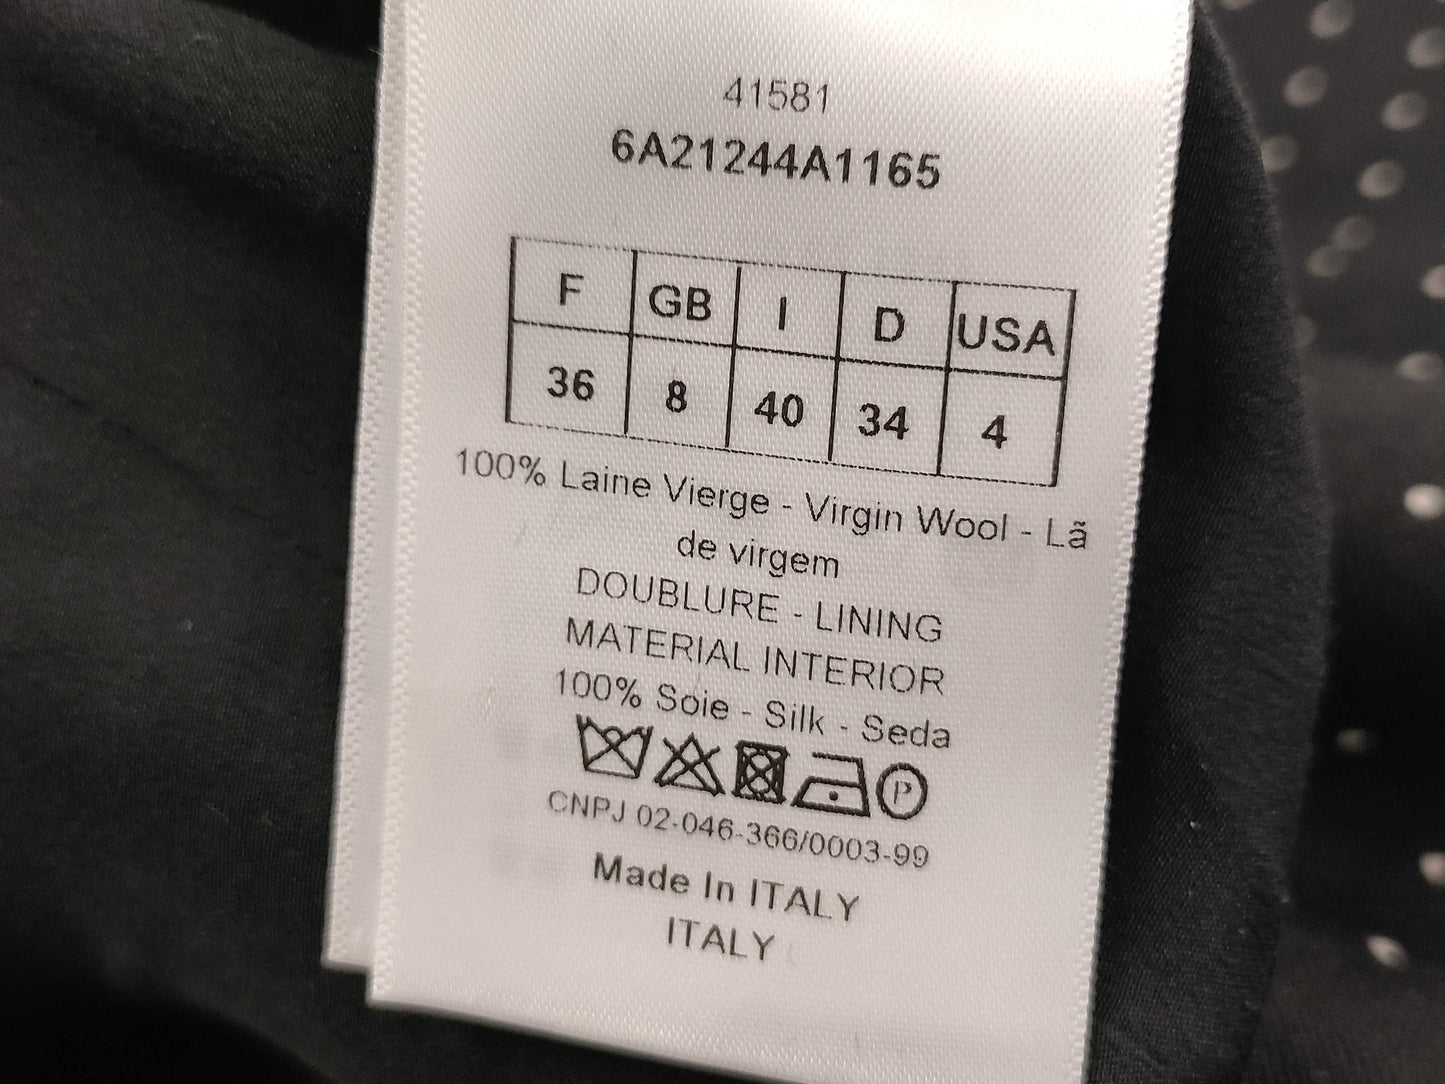 41581
6A21244A1165
F GB I D USA
36 8 40 34 4
100% Laine Vierge - Virgin Wool - Lã
de virgem
DOUBLURE - LINING
MATERIAL INTERIOR
100% Soie - Silk - Seda
P
CNPJ 02-046-366/0003-99
Made In ITALY
ITALY